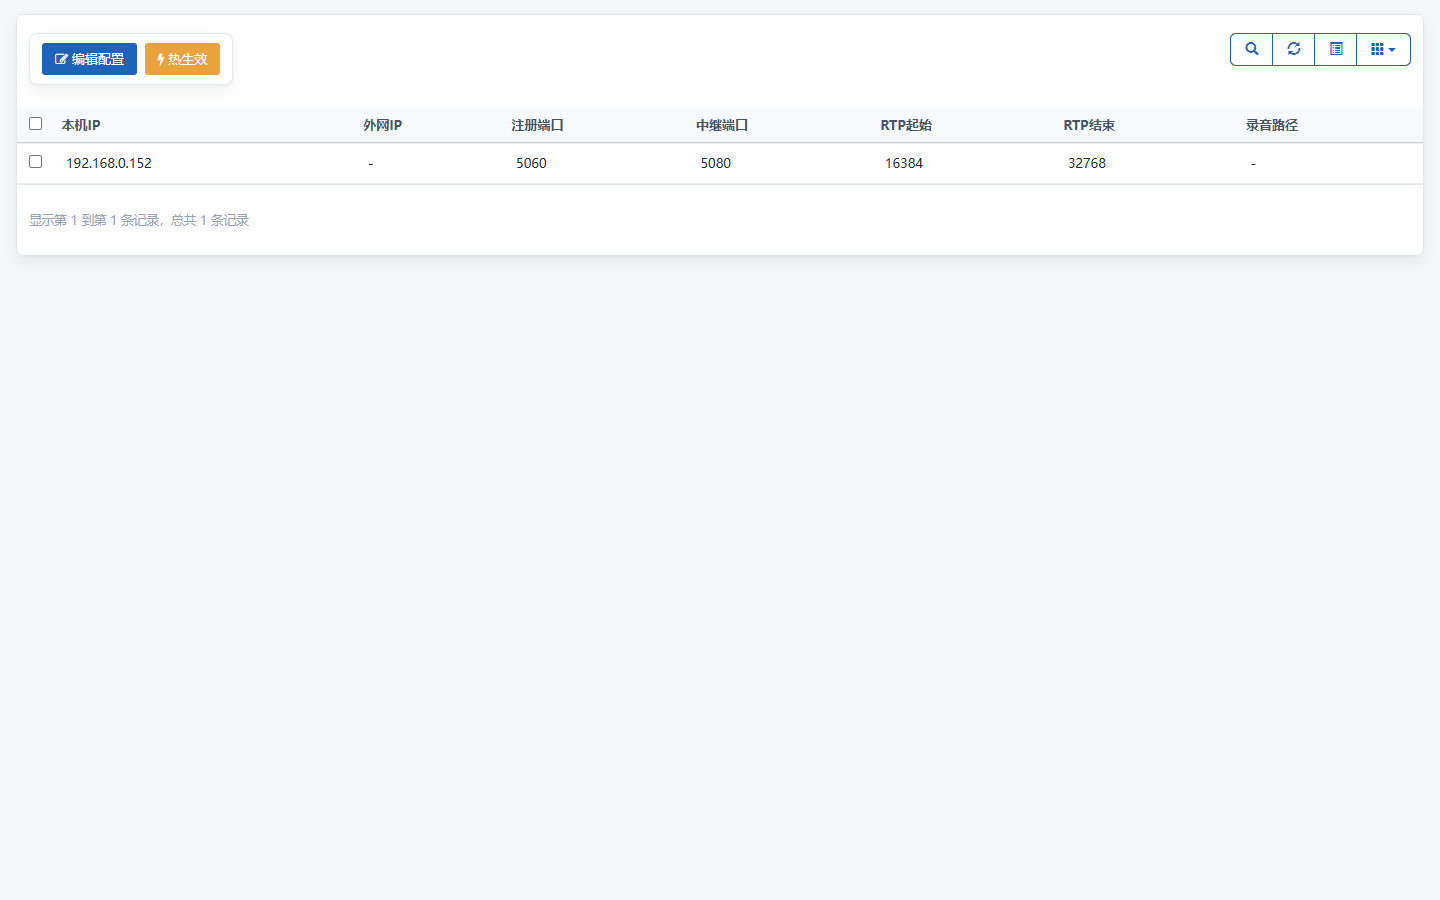 编辑配置 热生效
本机IP 外网IP 注册端口 中继端口 RTP起始 RTP结束 录音路径
192.168.0.152 - 5060 5080 16384 32768 -
显示第 1 到第 1 条记录，总共 1 条记录